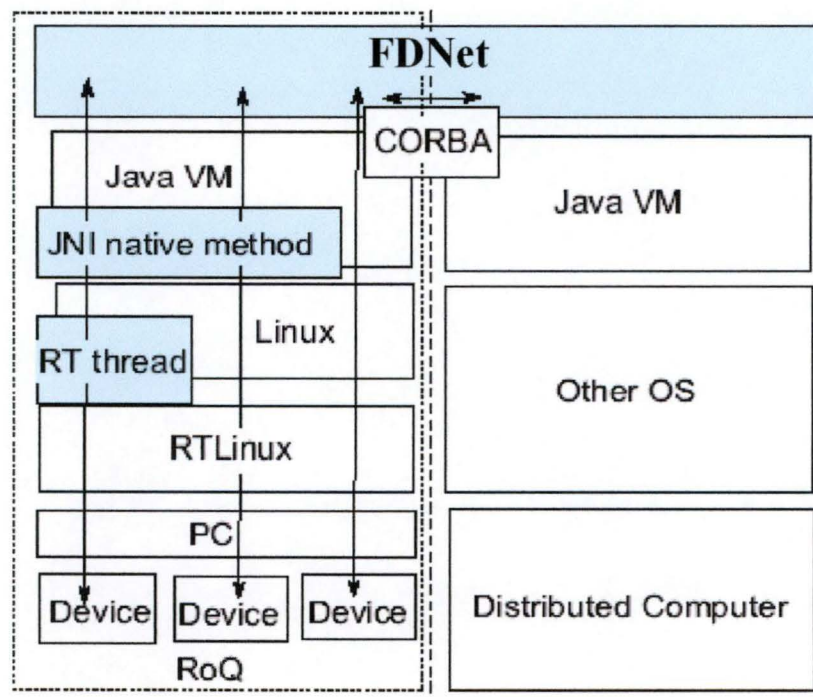 FDNet
CORBA
Java VM
JNI native method
Linux
RT thread
RTLinux
PC
Device
Device
Device
RoQ
Java VM
Other OS
Distributed Computer